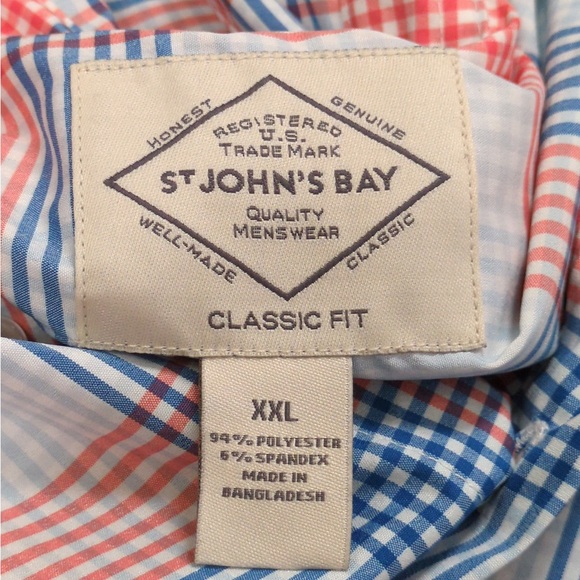 HONEST
GENUINE
REGISTERED
U.S.
TRADE MARK
ST JOHN'S BAY
QUALITY
MENSWEAR
WELL-MADE
CLASSIC
CLASSIC FIT
XXL
94% POLYESTER
6% SPANDEX
MADE IN
BANGLADESH